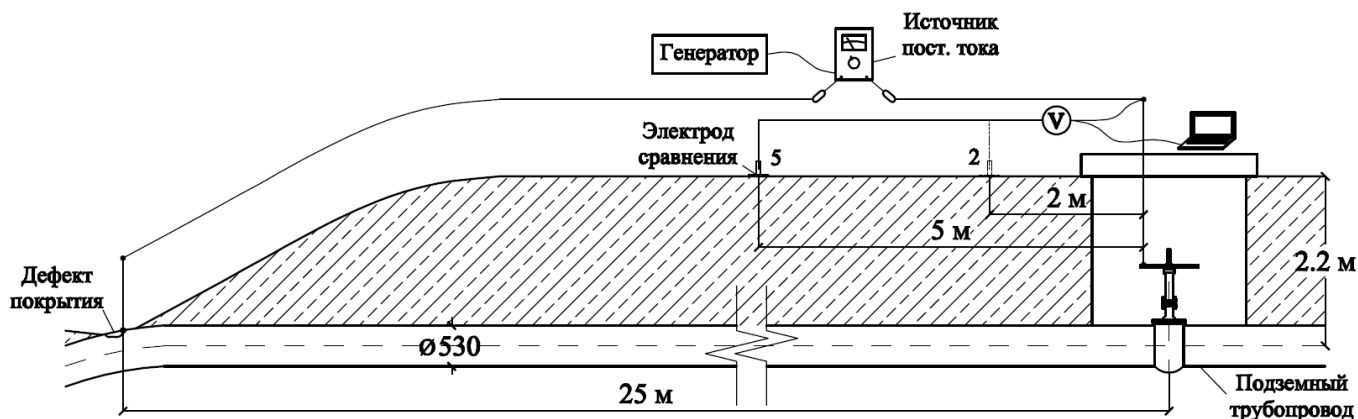 Источник
пост. тока
Генератор
V
Электрод
сравнения
5
2
2 м
5 м
2.2 м
Дефект
покрытия
ø530
25 м
Подземный
трубопровод